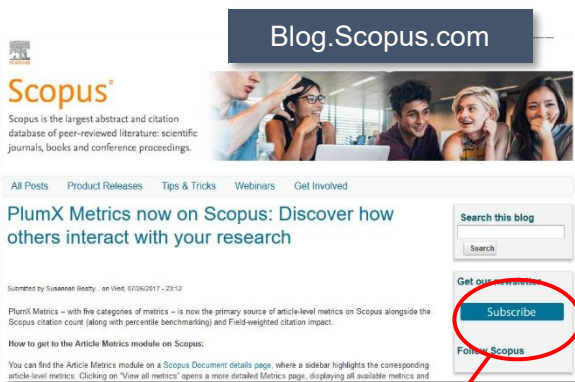 Blog.Scopus.com
ELSEVIER
Scopus®
Scopus is the largest abstract and citation
database of peer-reviewed literature: scientific
journals, books and conference proceedings.
All Posts Product Releases Tips & Tricks Webinars Get Involved
PlumX Metrics now on Scopus: Discover how
others interact with your research
Submitted by Susannah Beatty... on Wed, 07/26/2017 - 23:12
PlumX Metrics – with five categories of metrics – is now the primary source of article-level metrics on Scopus alongside the
Scopus citation count (along with percentile benchmarking) and Field-weighted citation impact.
How to get to the Article Metrics module on Scopus:
You can find the Article Metrics module on a Scopus Document details page, where a sidebar highlights the corresponding
article-level metrics. Clicking on "View all metrics" opens a more detailed Metrics page, displaying all available metrics and
Search this blog
Search
Get our newsletter
Subscribe
Follow Scopus